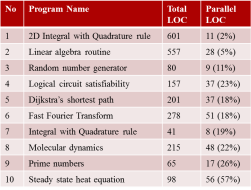 No Program Name Total LOC Parallel LOC
1 2D Integral with Quadrature rule 601 11 (2%)
2 Linear algebra routine 557 28 (5%)
3 Random number generator 80 9 (11%)
4 Logical circuit satisfiability 157 37 (23%)
5 Dijkstra's shortest path 201 37 (18%)
6 Fast Fourier Transform 278 51 (18%)
7 Integral with Quadrature rule 41 8 (19%)
8 Molecular dynamics 215 48 (22%)
9 Prime numbers 65 17 (26%)
10 Steady state heat equation 98 56 (57%)